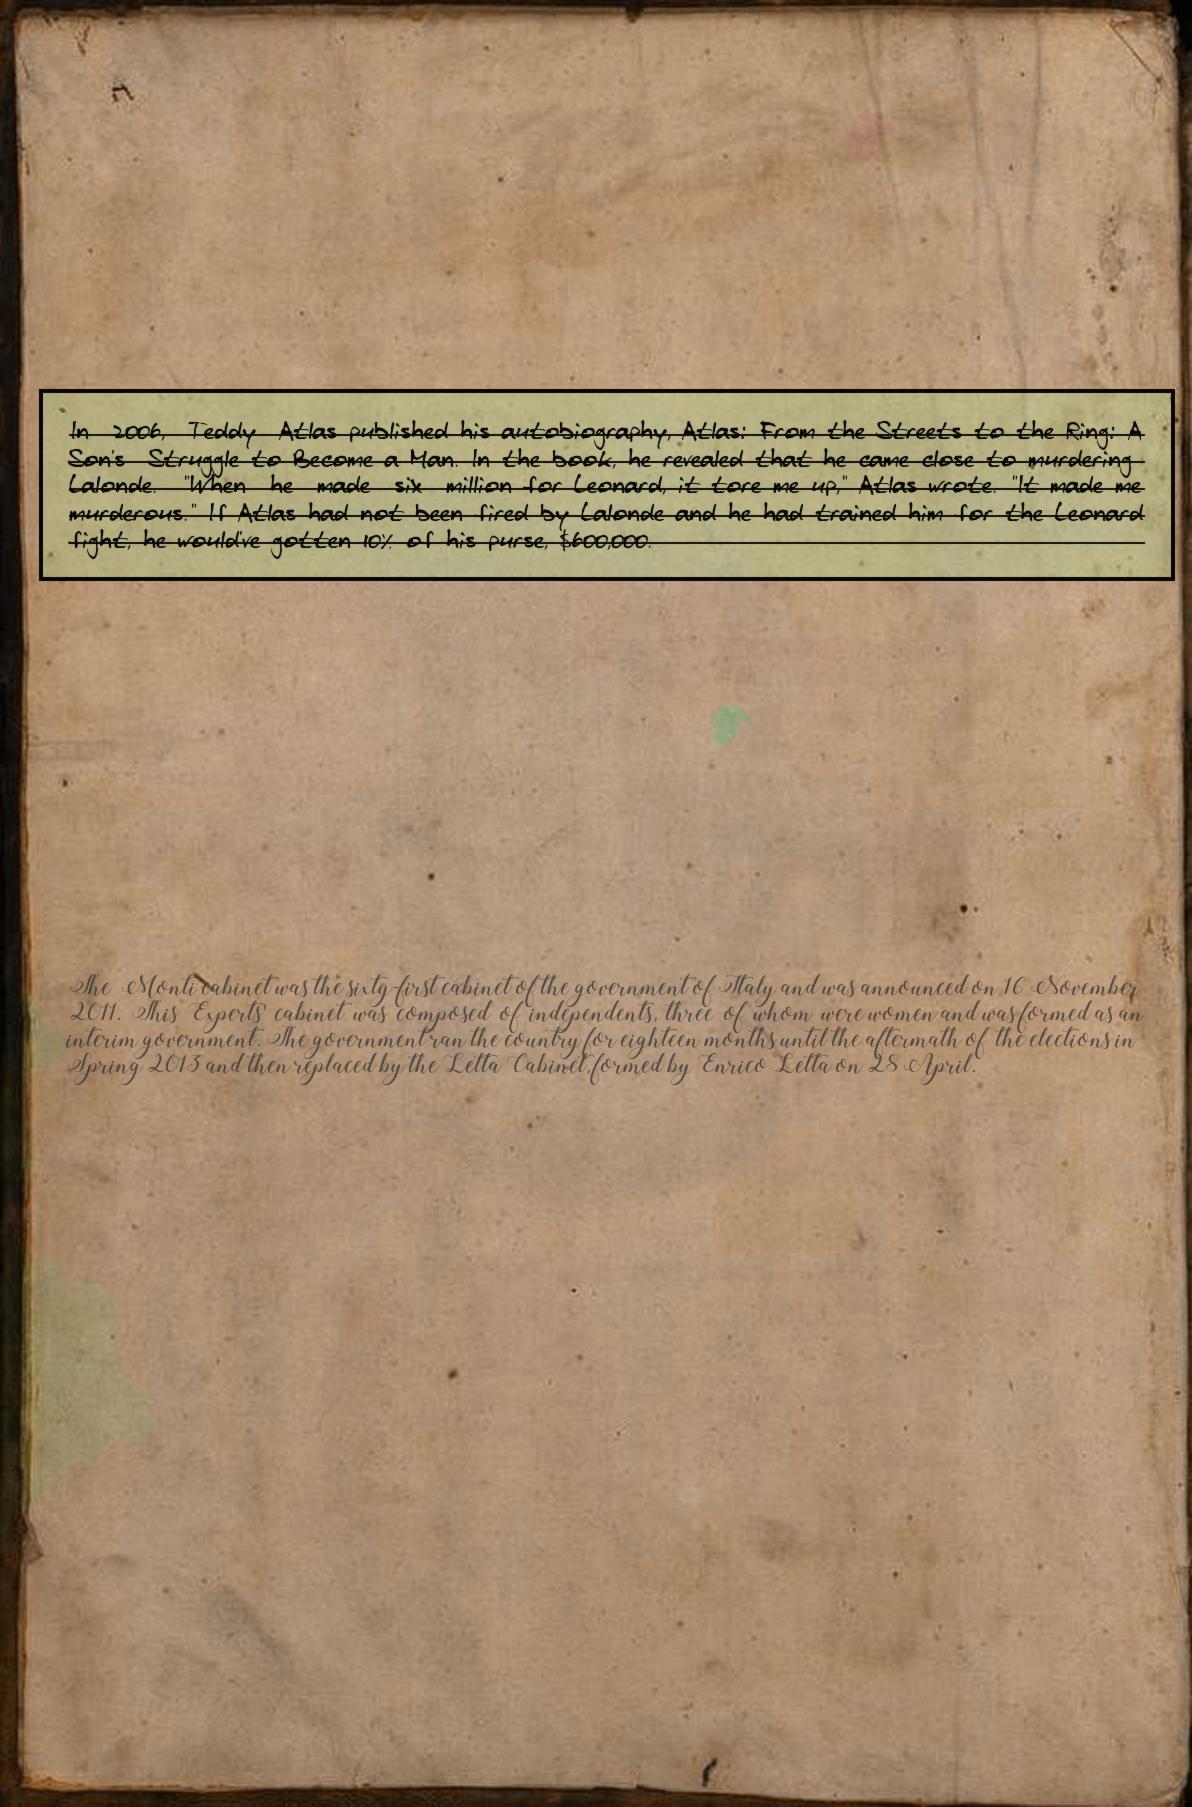 In 2006, Teddy Atlas published his autobiography, Atlas: From the Streets to the Ring: A
Son's Struggle to Become a Man. In the book, he revealed that he came close to murdering
Lalonde. "When he made six million for Leonard, it tore me up," Atlas wrote. "It made me
murderous." If Atlas had not been fired by Lalonde and he had trained him for the Leonard
fight, he would've gotten 10% of his purse, $600,000.
The Monti cabinet was the sixty-first cabinet of the government of Italy and was announced on 16 November
2011. This 'Experts' cabinet was composed of independents, three of whom were women and was formed as an
interim government. The government ran the country for eighteen months until the aftermath of the elections in
Spring 2013 and then replaced by the Letta Cabinet, formed by Enrico Letta on 28 April.